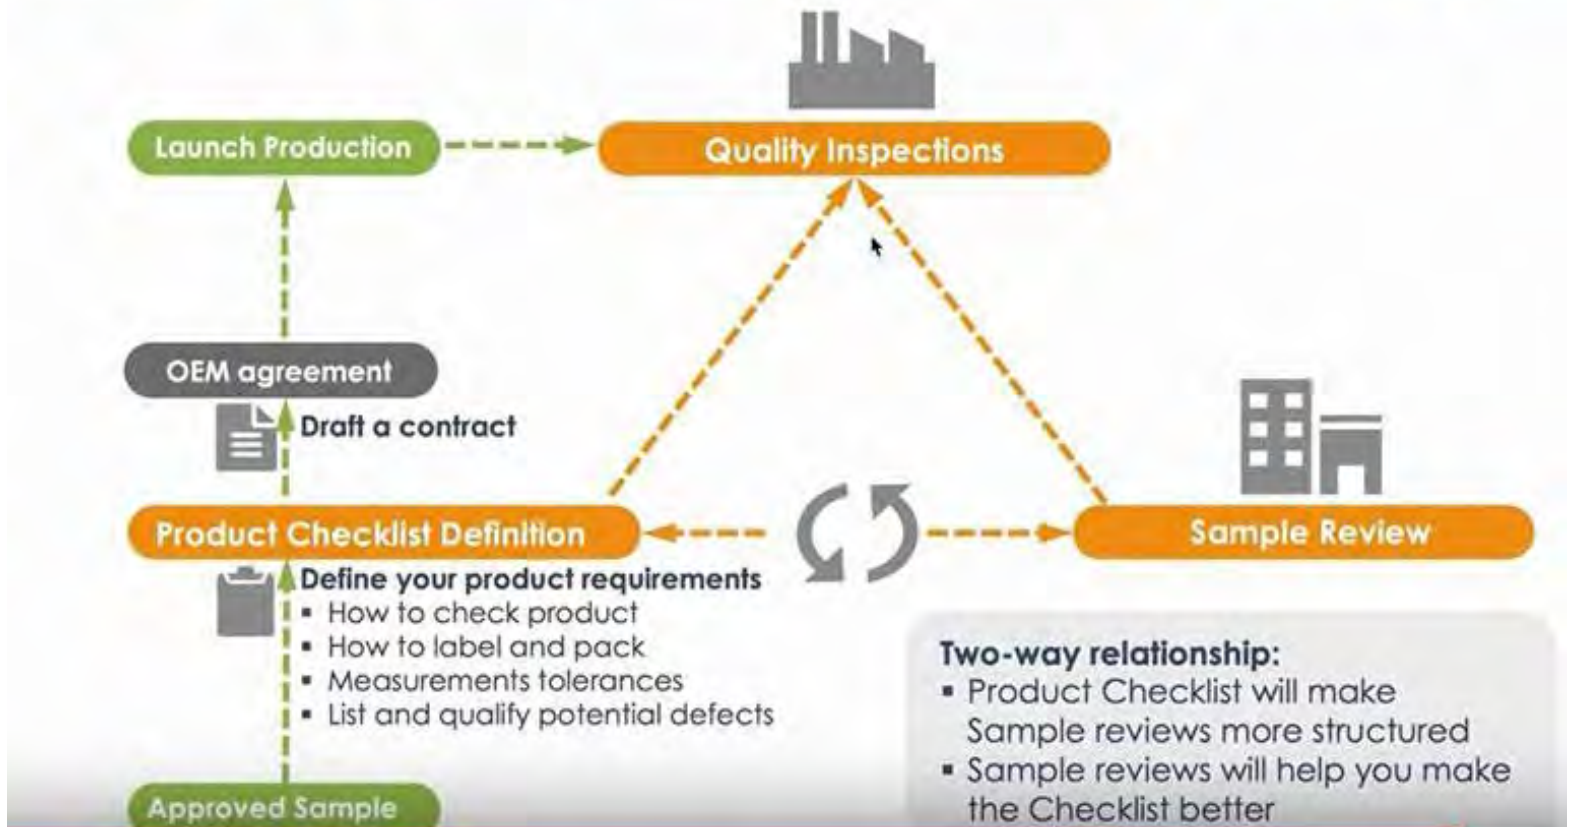 Launch Production
Quality Inspections
OEM agreement
Draft a contract
Product Checklist Definition
Sample Review
Define your product requirements
▪ How to check product
▪ How to label and pack
▪ Measurements tolerances
▪ List and qualify potential defects
Two-way relationship:
▪ Product Checklist will make
Sample reviews more structured
▪ Sample reviews will help you make
the Checklist better
Approved Sample